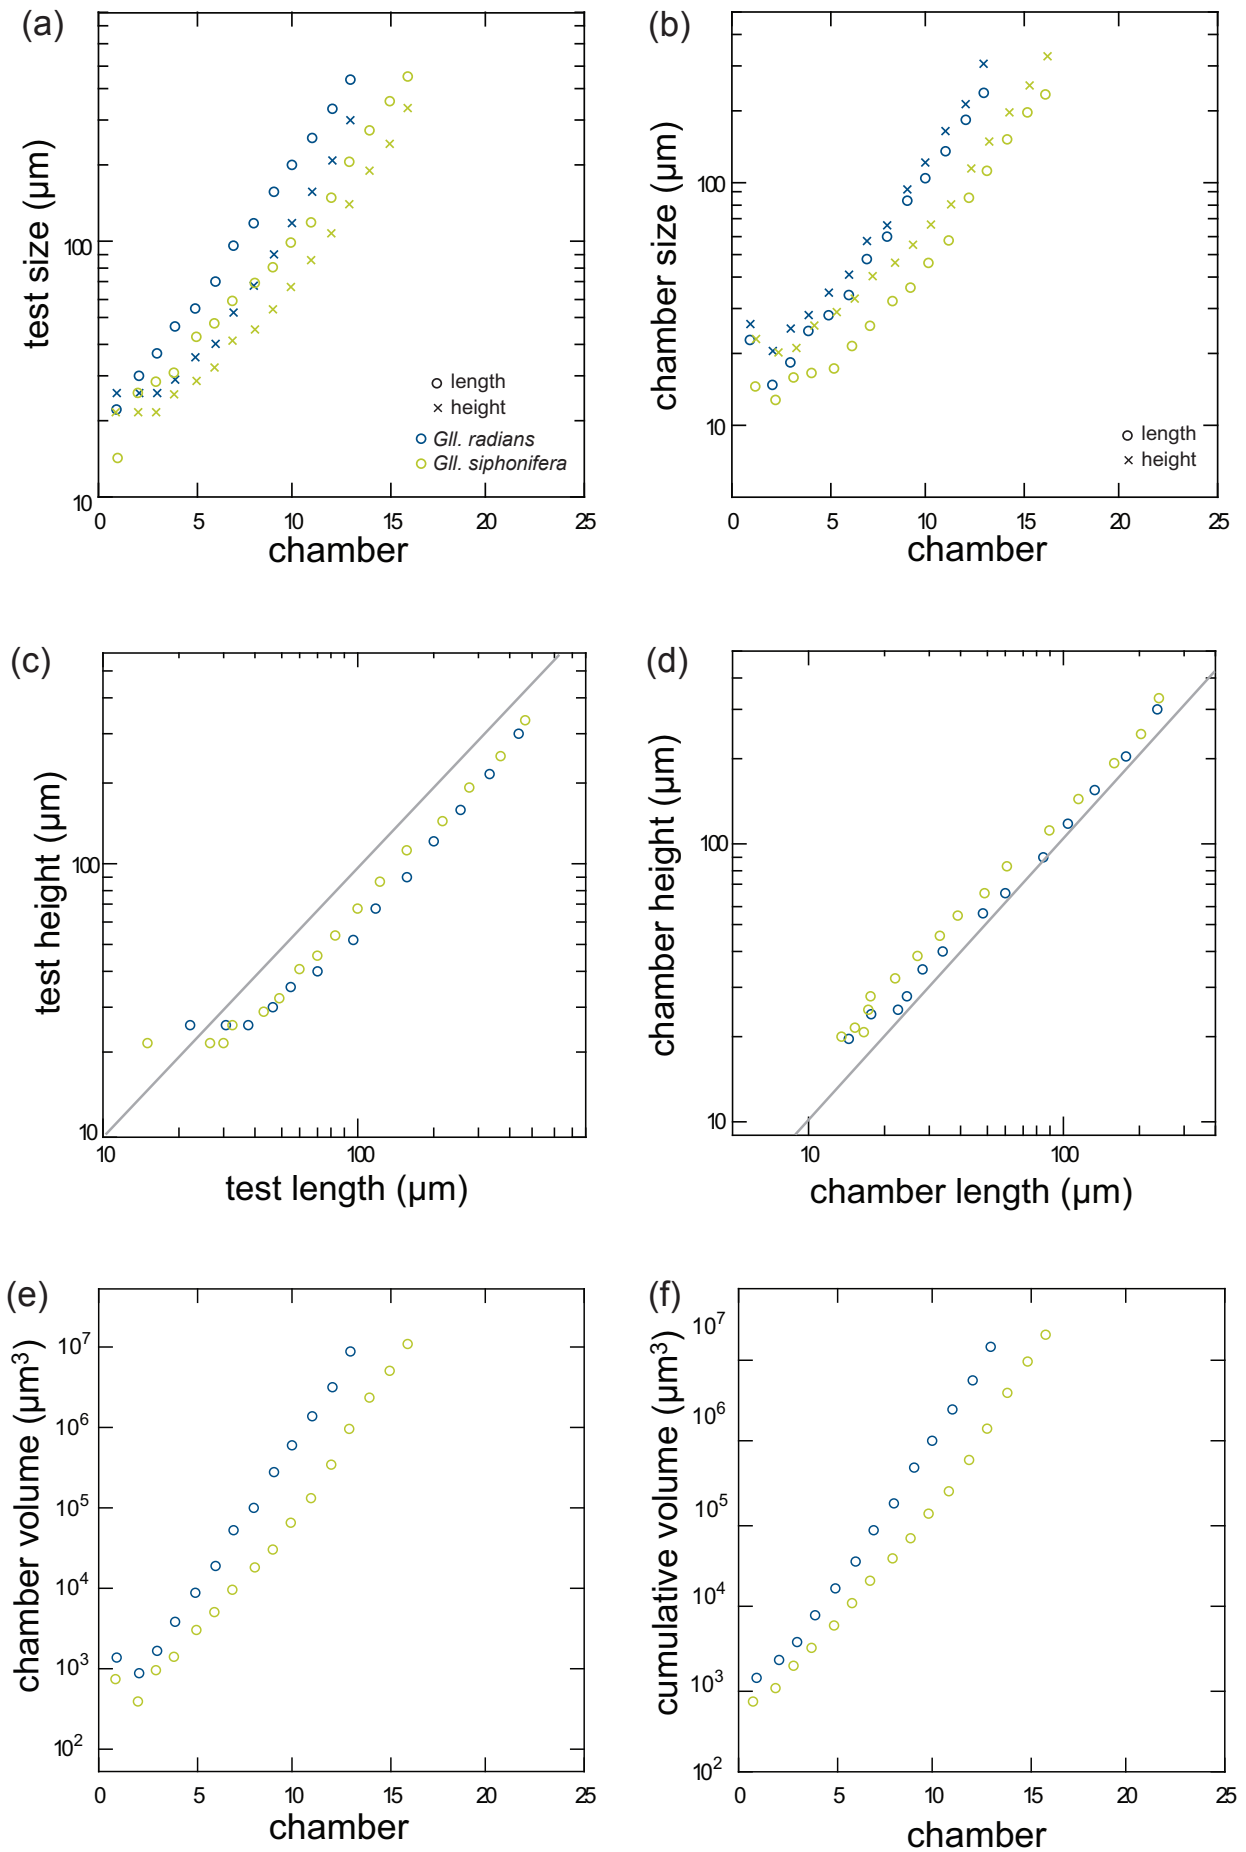 (a)
test size (µm)
100
10
0 5 10 15 20 25
chamber
length
height
Gll. radians
Gll. siphonifera
(b)
chamber size (µm)
100
10
0 5 10 15 20 25
chamber
length
height
(c)
test height (µm)
100
10
10 100
test length (µm)
(d)
chamber height (µm)
100
10
10 100
chamber length (µm)
(e)
chamber volume (µm³)
10⁷
10⁶
10⁵
10⁴
10³
10²
0 5 10 15 20 25
chamber
(f)
cumulative volume (µm³)
10⁷
10⁶
10⁵
10⁴
10³
10²
0 5 10 15 20 25
chamber